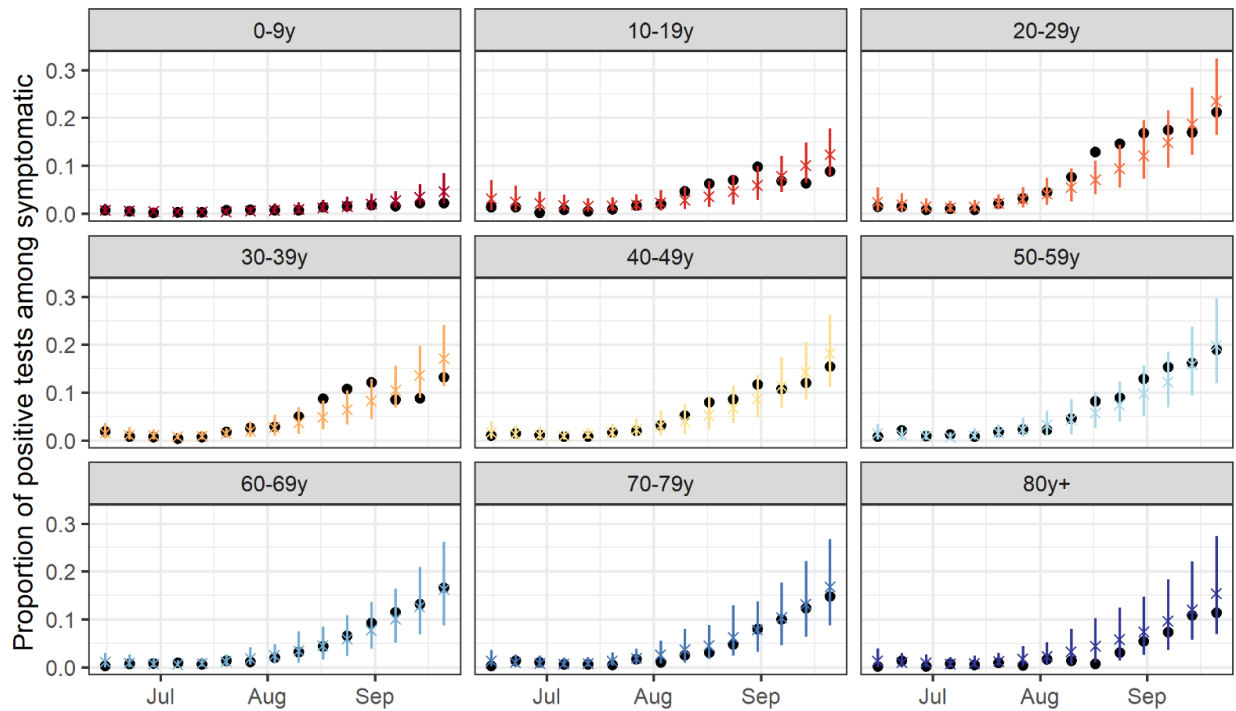 Proportion of positive tests among symptomatic
0-9y
10-19y
20-29y
0.3
0.2
0.1
0.0
30-39y
40-49y
50-59y
0.3
0.2
0.1
0.0
60-69y
70-79y
80y+
0.3
0.2
0.1
0.0
Jul Aug Sep Jul Aug Sep Jul Aug Sep